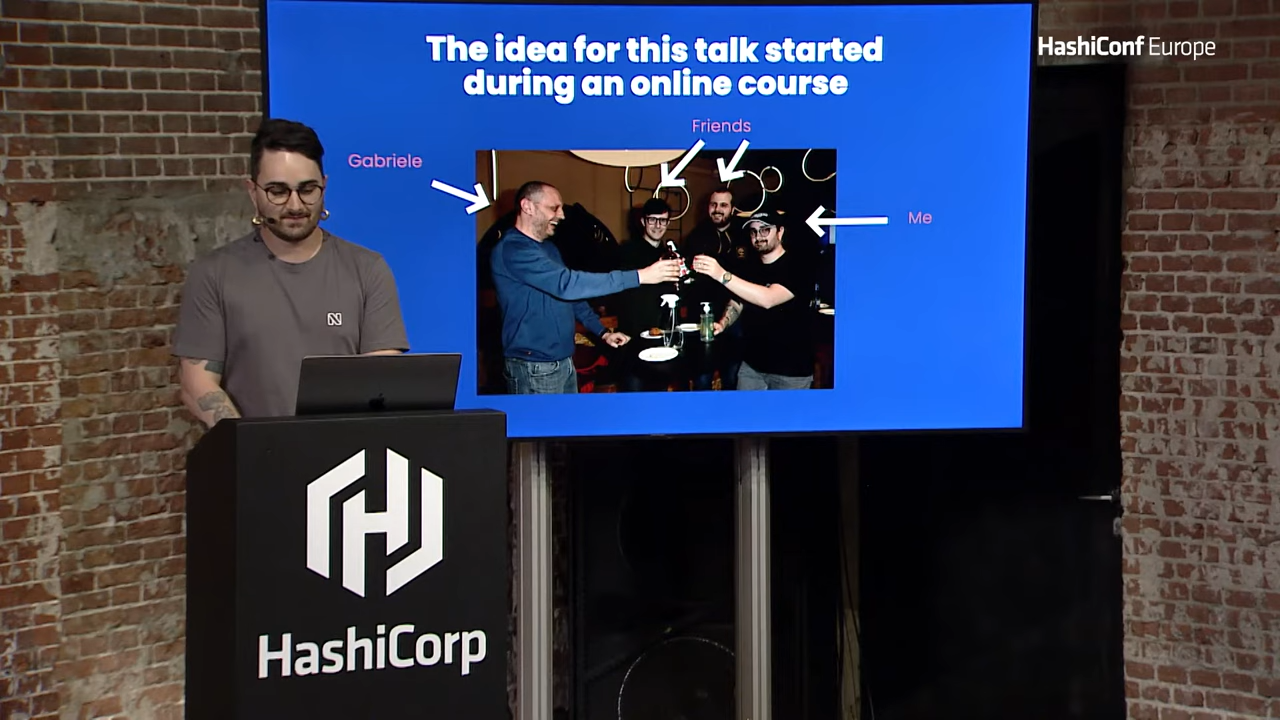 HashiConf Europe
The idea for this talk started
during an online course
Friends
Gabriele
Me
HashiCorp